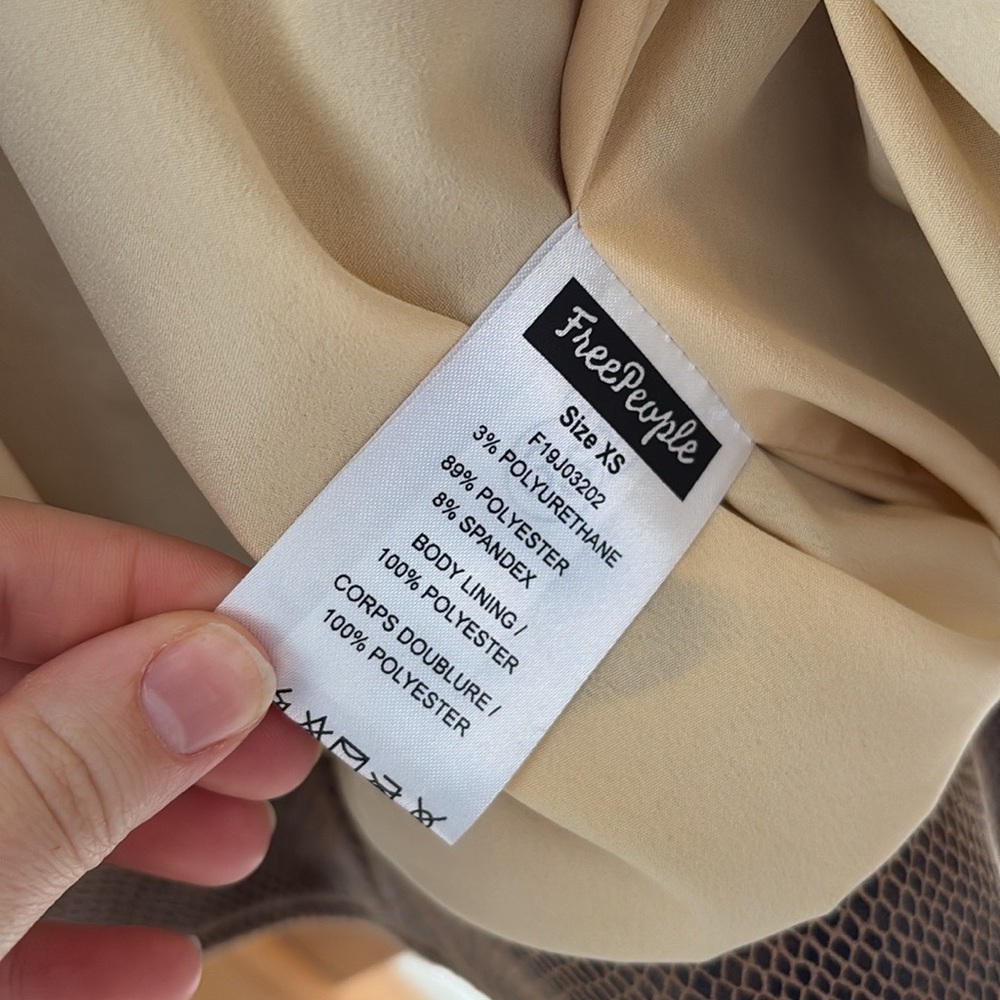 FreePeople
Size XS
F19J03202
3% POLYURETHANE
89% POLYESTER
8% SPANDEX
BODY LINING /
100% POLYESTER
CORPS DOUBLURE /
100% POLYESTER